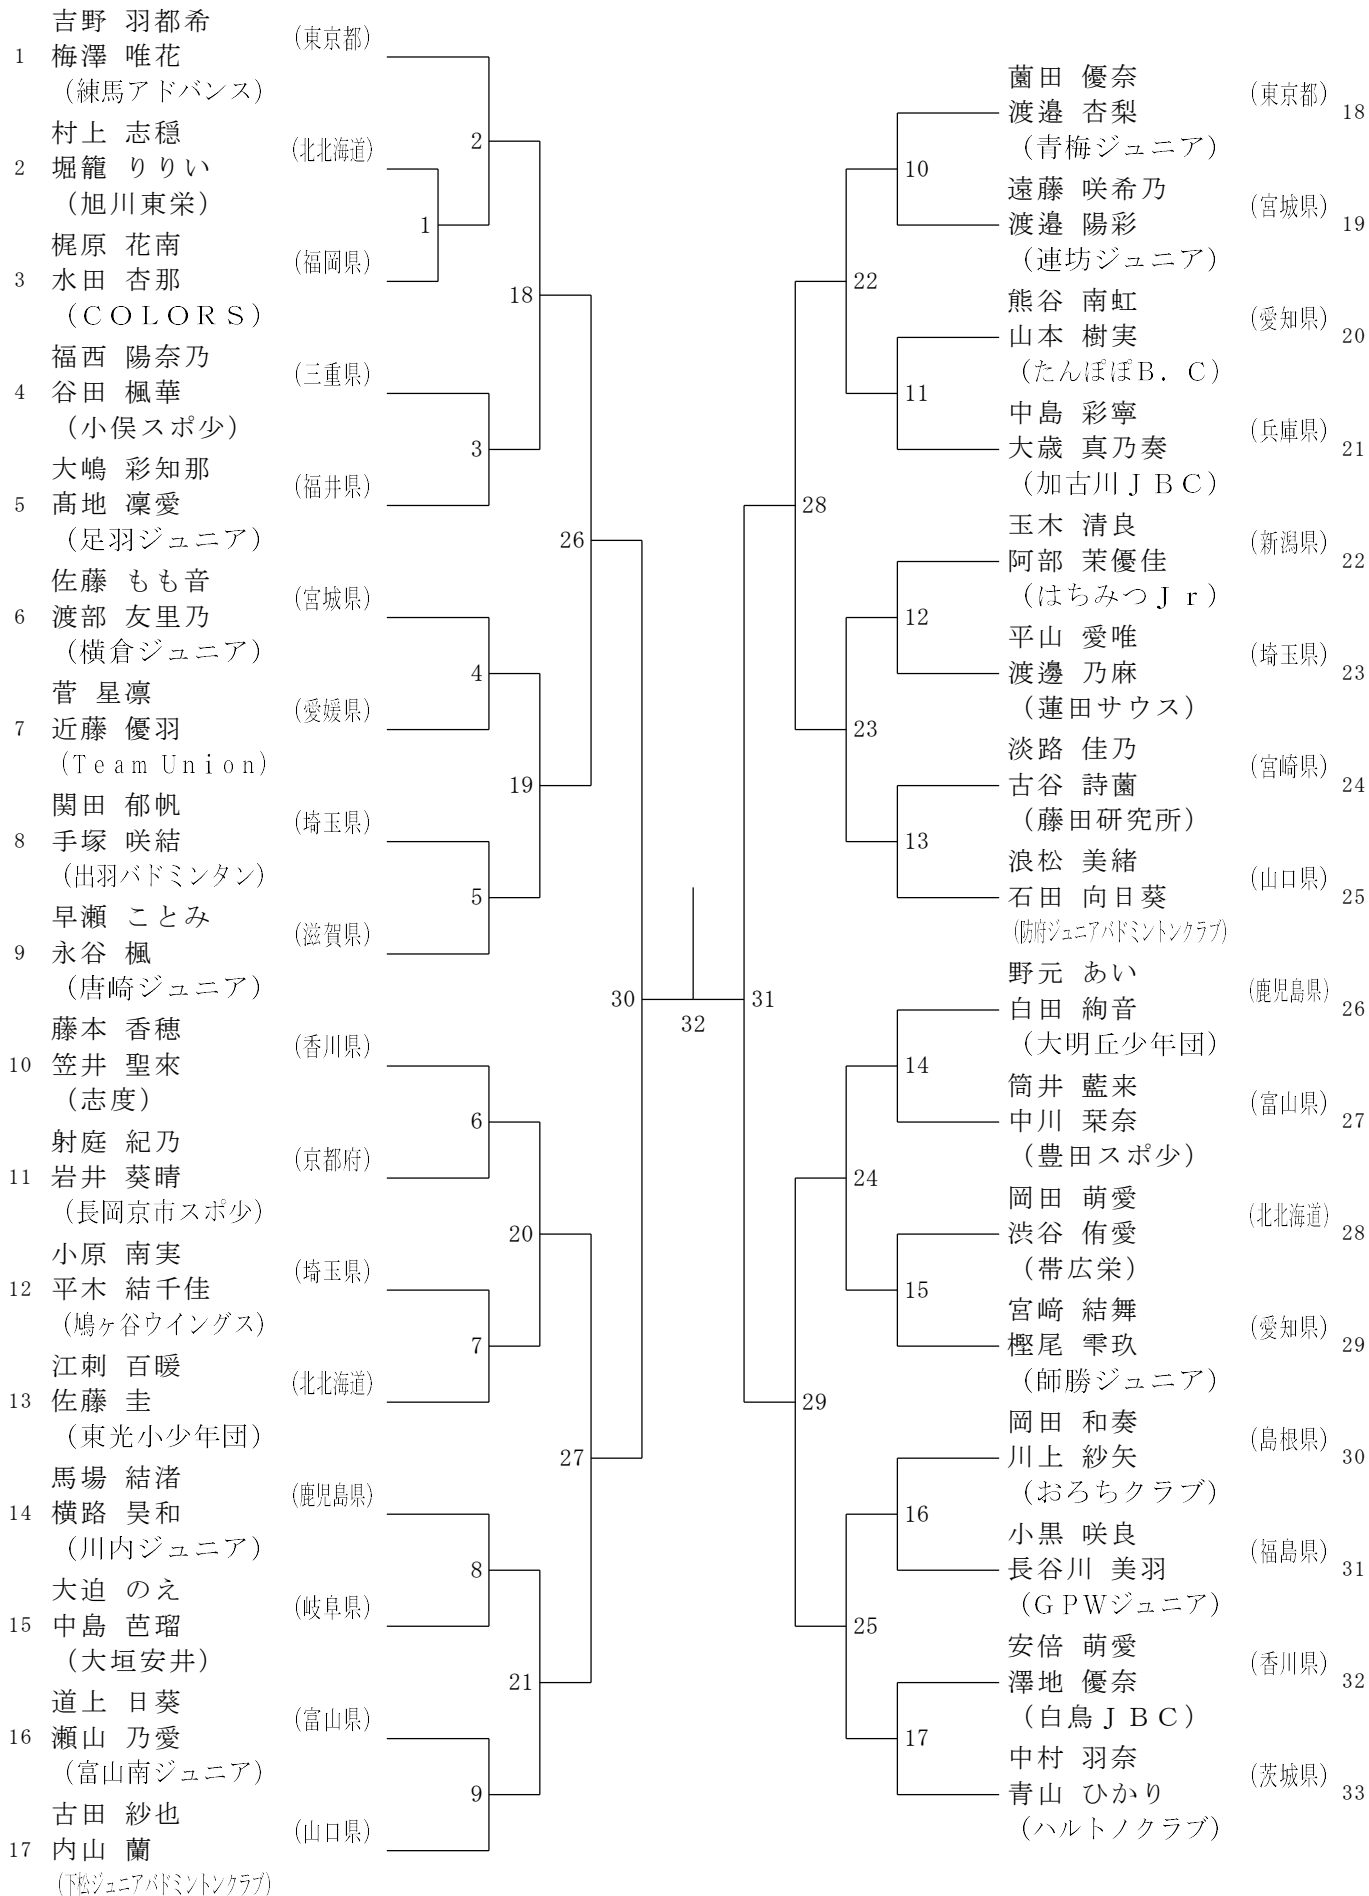 吉野 羽都希
(東京都)
1 梅澤 唯花
(練馬アドバンス)
村上 志穏
(北北海道)
2 堀籠 りりい
(旭川東栄)
梶原 花南
(福岡県)
3 水田 杏那
(ＣＯＬＯＲＳ)
福西 陽奈乃
(三重県)
4 谷田 楓華
(小俣スポ少)
大嶋 彩知那
(福井県)
5 髙地 凜愛
(足羽ジュニア)
佐藤 もも音
(宮城県)
6 渡部 友里乃
(横倉ジュニア)
菅 星凛
(愛媛県)
7 近藤 優羽
(Team Union)
関田 郁帆
(埼玉県)
8 手塚 咲結
(出羽バドミンタン)
早瀬 ことみ
(滋賀県)
9 永谷 楓
(唐崎ジュニア)
藤本 香穂
(香川県)
10 笠井 聖來
(志度)
射庭 紀乃
(京都府)
11 岩井 葵晴
(長岡京市スポ少)
小原 南実
(埼玉県)
12 平木 結千佳
(鳩ヶ谷ウイングス)
江刺 百暖
(北北海道)
13 佐藤 圭
(東光小少年団)
馬場 結渚
(鹿児島県)
14 横路 昊和
(川内ジュニア)
大迫 のえ
(岐阜県)
15 中島 芭瑠
(大垣安井)
道上 日葵
(富山県)
16 瀬山 乃愛
(富山南ジュニア)
古田 紗也
(山口県)
17 内山 蘭
(下松ジュニアバドミントンクラブ)
2
1
18
3
26
4
19
5
30
6
20
7
27
8
21
9
32
31
10
22
11
28
12
23
13
14
24
15
29
16
25
17
薗田 優奈
(東京都)
渡邉 杏梨 18
(青梅ジュニア)
遠藤 咲希乃
(宮城県)
渡邉 陽彩 19
(連坊ジュニア)
熊谷 南虹
(愛知県)
山本 樹実 20
(たんぽぽＢ．Ｃ)
中島 彩寧
(兵庫県)
大歳 真乃奏 21
(加古川ＪＢＣ)
玉木 清良
(新潟県)
阿部 茉優佳 22
(はちみつＪｒ)
平山 愛唯
(埼玉県)
渡邊 乃麻 23
(蓮田サウス)
淡路 佳乃
(宮崎県)
古谷 詩薗 24
(藤田研究所)
浪松 美緒
(山口県)
石田 向日葵 25
(防府ジュニアバドミントンクラブ)
野元 あい
(鹿児島県)
白田 絢音 26
(大明丘少年団)
筒井 藍来
(富山県)
中川 栞奈 27
(豊田スポ少)
岡田 萌愛
(北北海道)
渋谷 侑愛 28
(帯広栄)
宮﨑 結舞
(愛知県)
樫尾 雫玖 29
(師勝ジュニア)
岡田 和奏
(島根県)
川上 紗矢 30
(おろちクラブ)
小黒 咲良
(福島県)
長谷川 美羽 31
(ＧＰＷジュニア)
安倍 萌愛
(香川県)
澤地 優奈 32
(白鳥ＪＢＣ)
中村 羽奈
(茨城県)
青山 ひかり 33
(ハルトノクラブ)